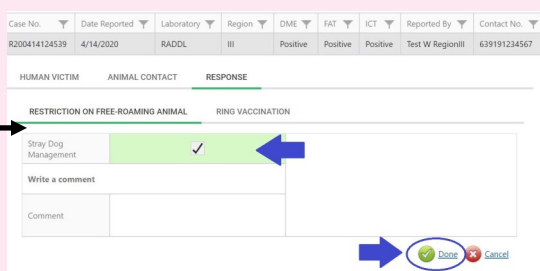 Case No. Date Reported Laboratory Region DME FAT ICT Reported By Contact No.
R200414124539 4/14/2020 RADDL III Positive Positive Positive Test W RegionIII 639191234567
HUMAN VICTIM ANIMAL CONTACT RESPONSE
RESTRICTION ON FREE-ROAMING ANIMAL RING VACCINATION
Stray Dog
Management
Write a comment
Comment
Done Cancel